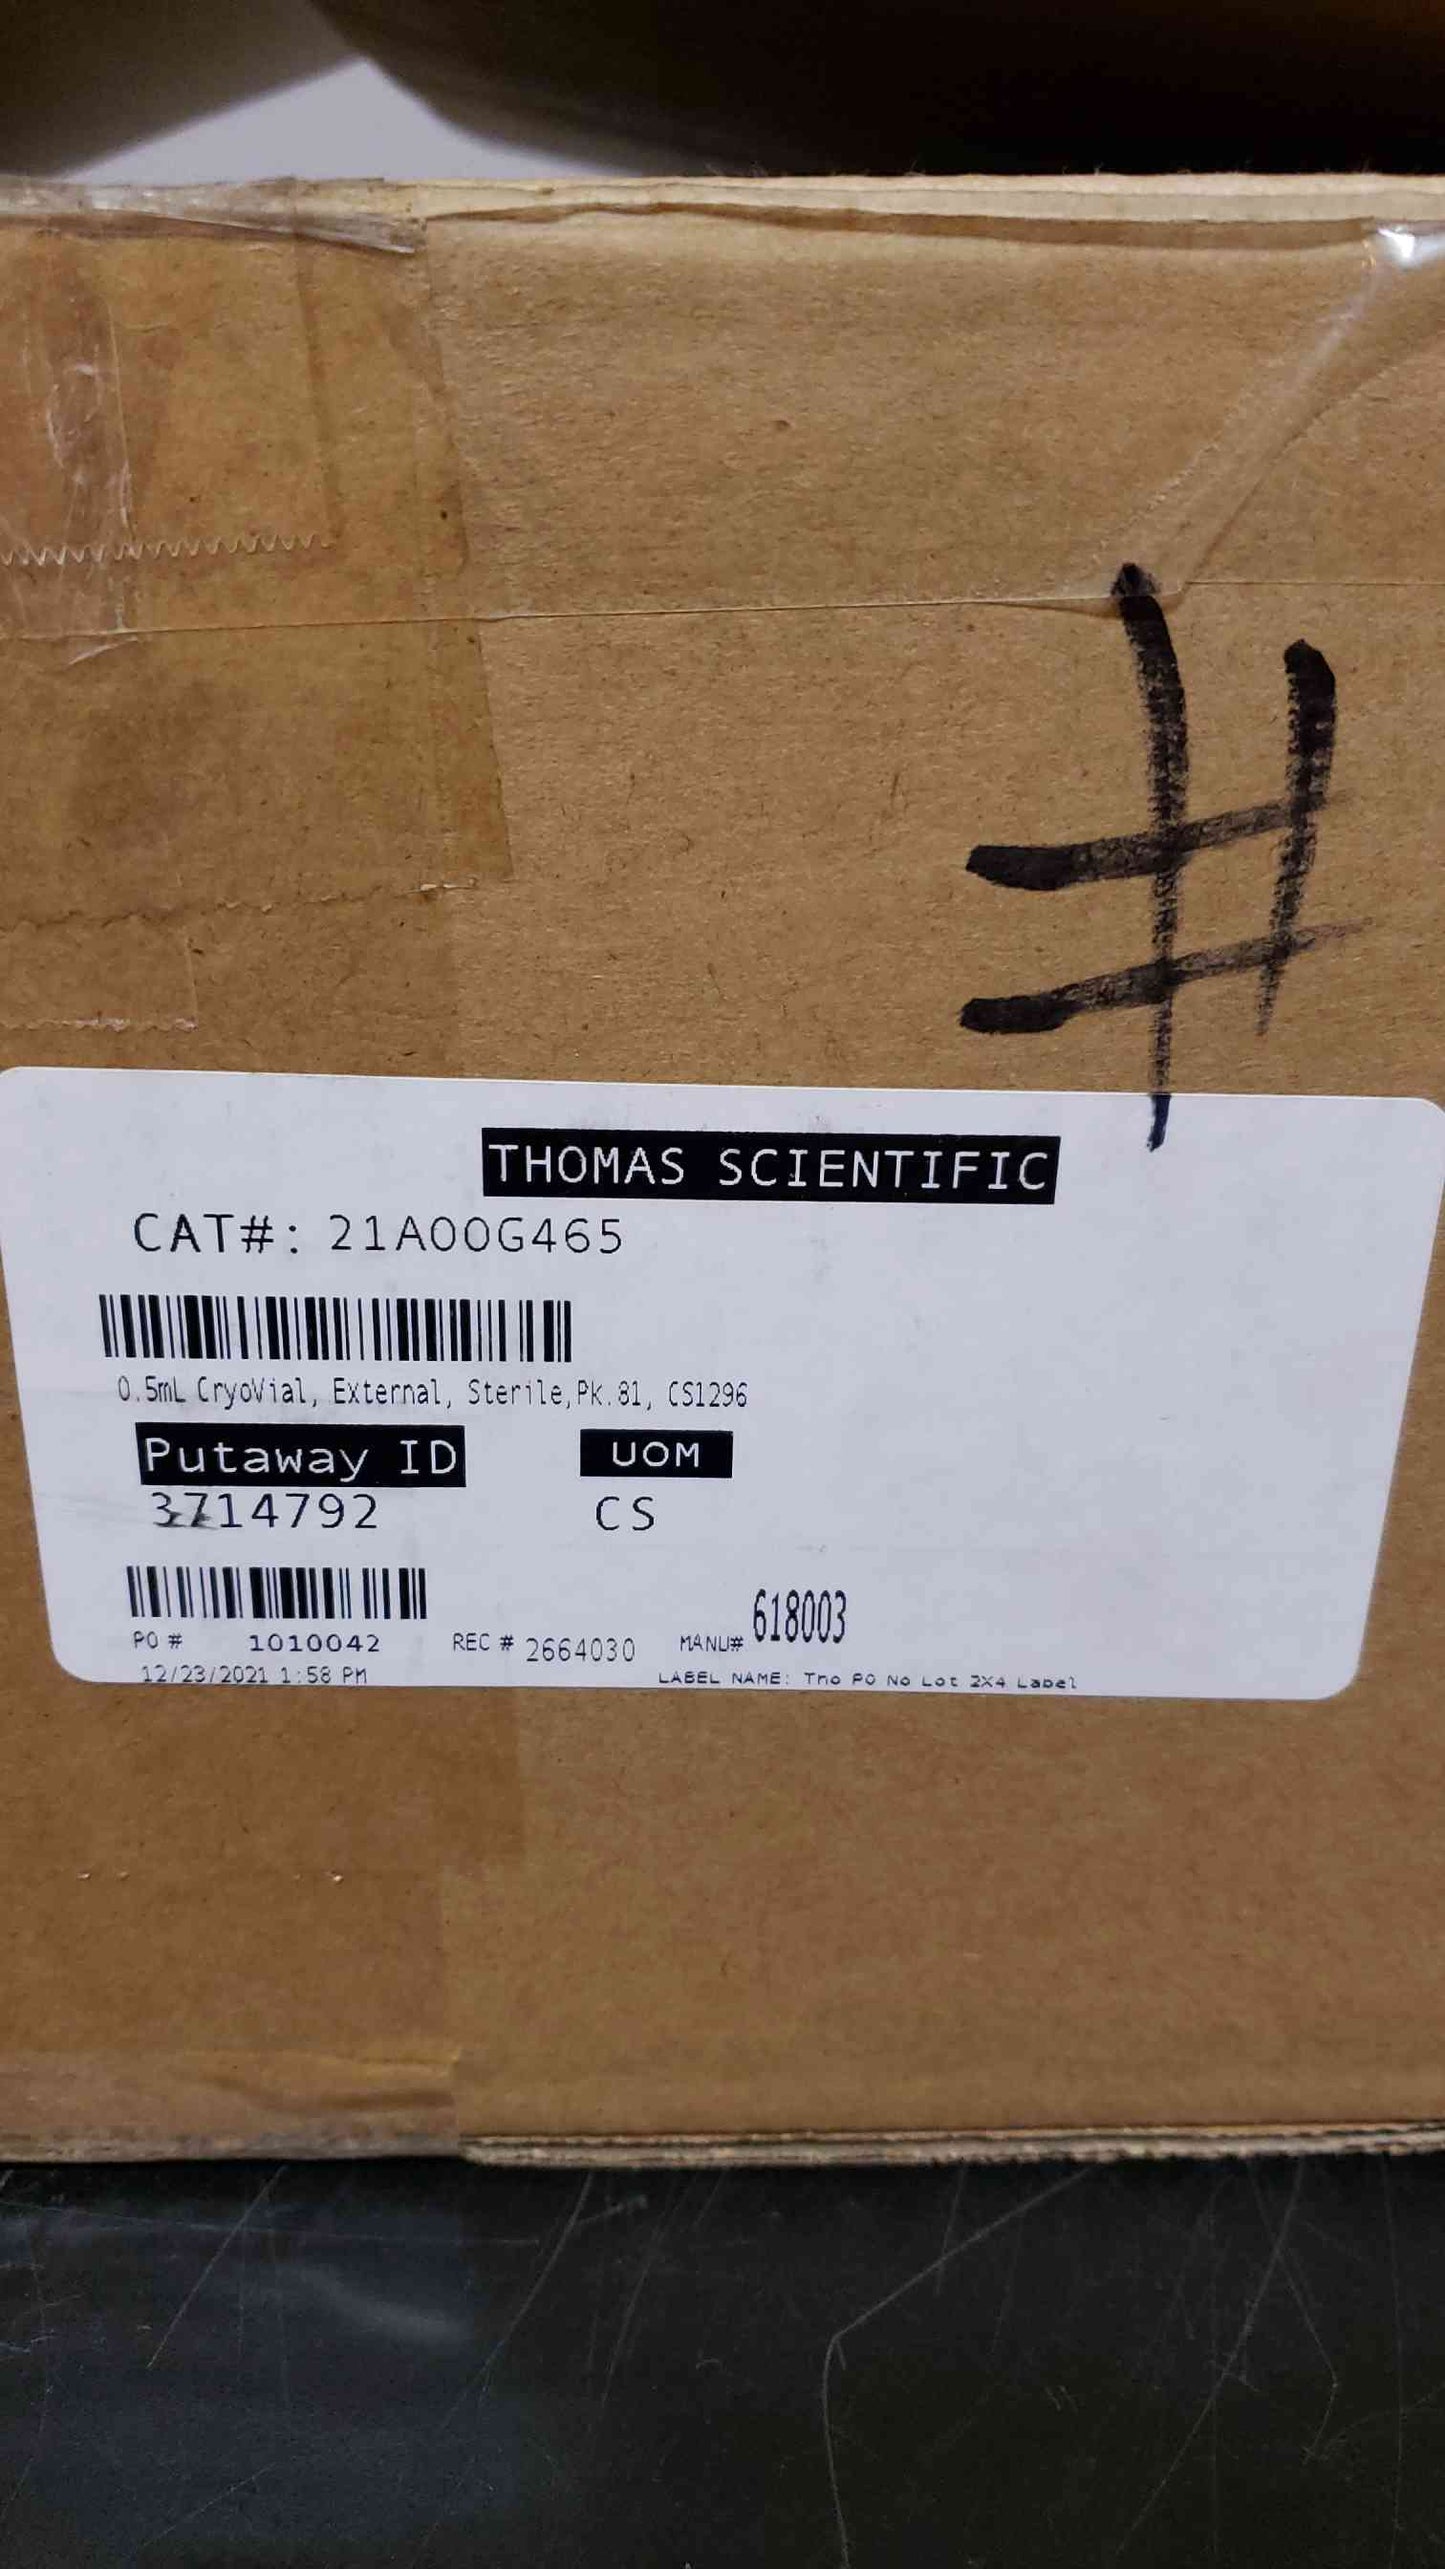 #
THOMAS SCIENTIFIC
CAT#: 21A00G465
0.5mL CryoVial, External, Sterile,Pk.81, CS1296
Putaway ID UOM
3714792 CS
PO # 1010042 REC # 2664030 MANU# 618003
12/23/2021 1:58 PM LABEL NAME: Tho PO No Lot 2X4 Label